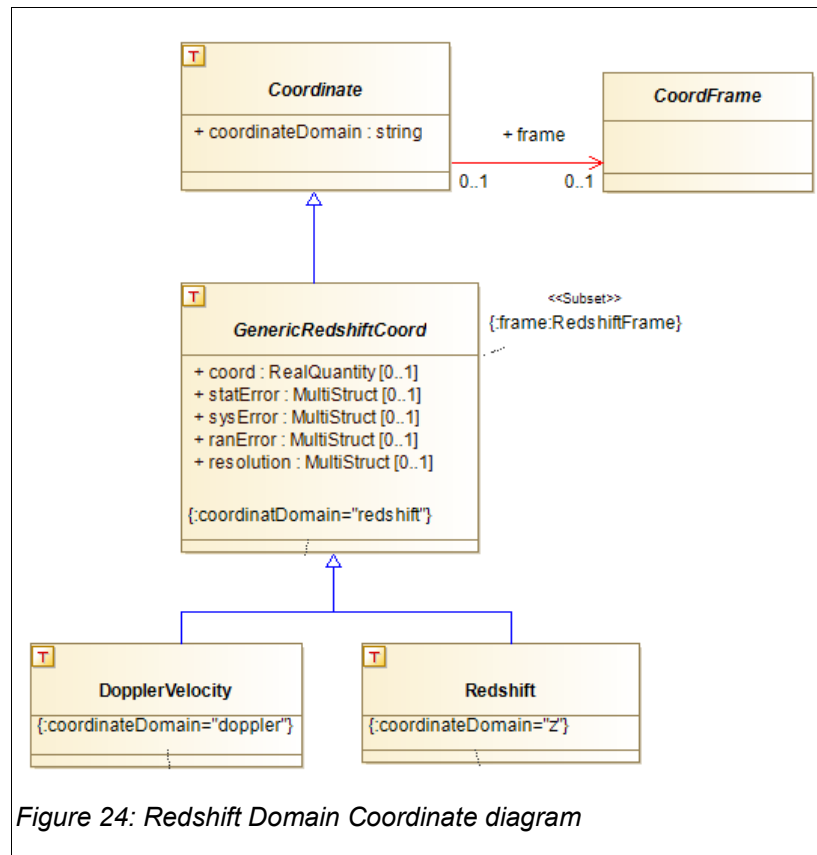 T
Coordinate
+ coordinateDomain : string
CoordFrame
+ frame
0..1
0..1
T
GenericRedshiftCoord
+ coord : RealQuantity [0..1]
+ statError : MultiStruct [0..1]
+ sysError : MultiStruct [0..1]
+ ranError : MultiStruct [0..1]
+ resolution : MultiStruct [0..1]
{:coordinatDomain="redshift"}
<<Subset>>
{:frame:RedshiftFrame}
T
DopplerVelocity
{:coordinateDomain="doppler"}
T
Redshift
{:coordinateDomain="z"}
Figure 24: Redshift Domain Coordinate diagram